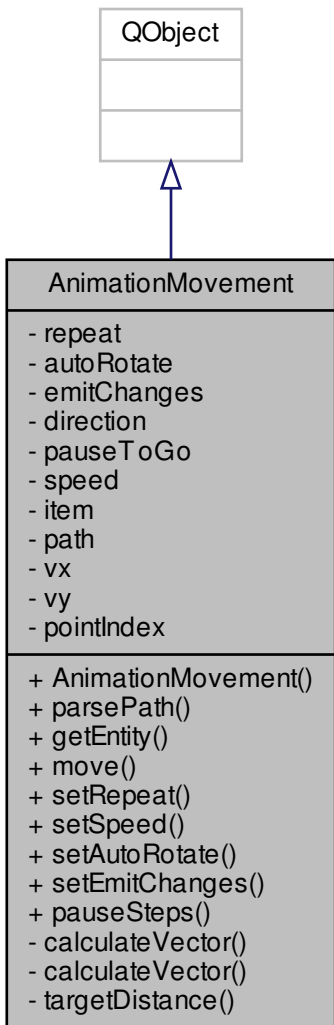 QObject
AnimationMovement
- repeat
- autoRotate
- emitChanges
- direction
- pauseToGo
- speed
- item
- path
- vx
- vy
- pointIndex
+ AnimationMovement()
+ parsePath()
+ getEntity()
+ move()
+ setRepeat()
+ setSpeed()
+ setAutoRotate()
+ setEmitChanges()
+ pauseSteps()
- calculateVector()
- calculateVector()
- targetDistance()